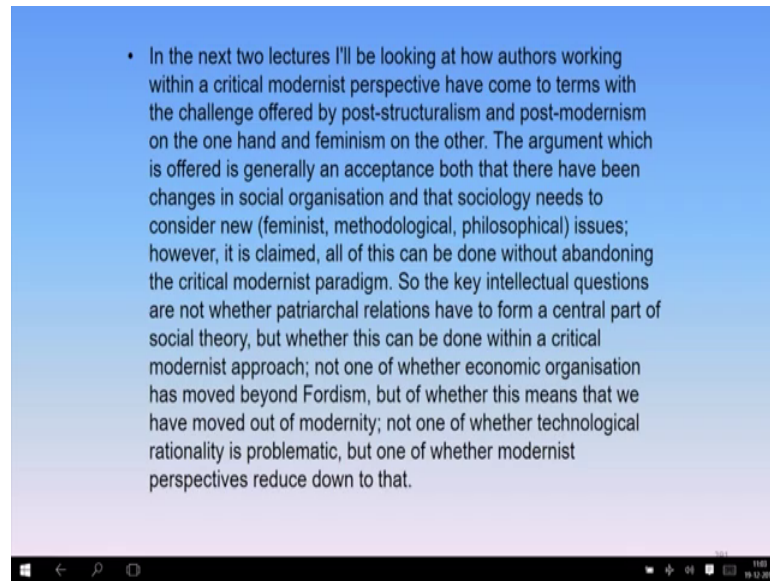 • In the next two lectures I'll be looking at how authors working
within a critical modernist perspective have come to terms with
the challenge offered by post-structuralism and post-modernism
on the one hand and feminism on the other. The argument which
is offered is generally an acceptance both that there have been
changes in social organisation and that sociology needs to
consider new (feminist, methodological, philosophical) issues;
however, it is claimed, all of this can be done without abandoning
the critical modernist paradigm. So the key intellectual questions
are not whether patriarchal relations have to form a central part of
social theory, but whether this can be done within a critical
modernist approach; not one of whether economic organisation
has moved beyond Fordism, but of whether this means that we
have moved out of modernity; not one of whether technological
rationality is problematic, but one of whether modernist
perspectives reduce down to that.
11:03